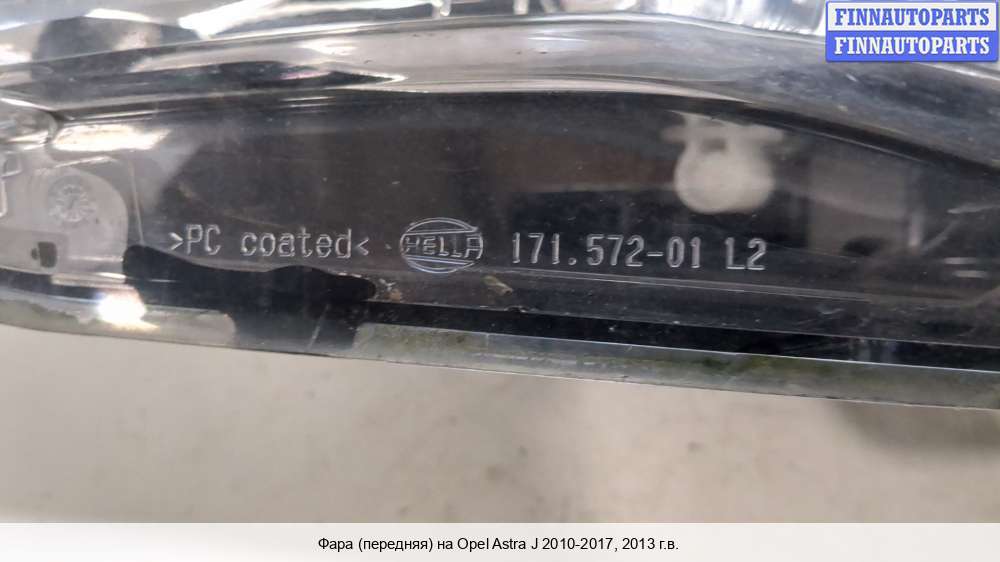 FINNAUTOPARTS
FINNAUTOPARTS
>PC coated< HELLA 171.572-01 L2
Фара (передняя) на Opel Astra J 2010-2017, 2013 г.в.